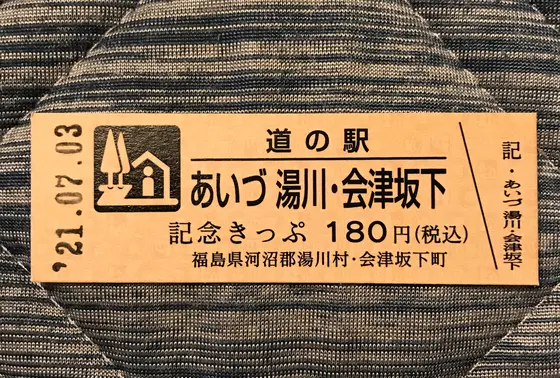 '21.07.03
道の駅
あいづ 湯川・会津坂下
記念きっぷ 180円(税込)
福島県河沼郡湯川村・会津坂下町
記・あいづ 湯川・会津坂下